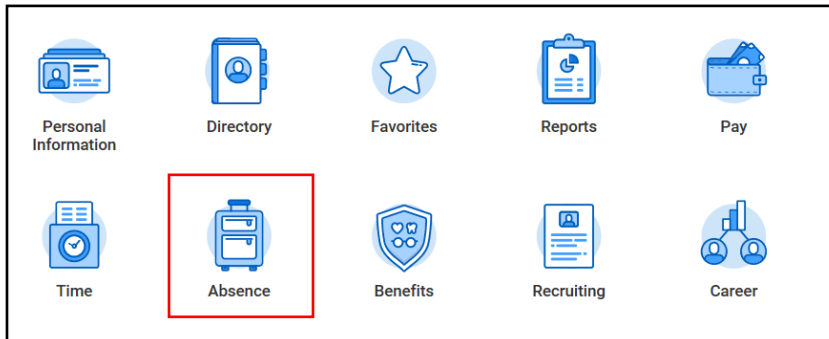 Personal
Information
Directory
Favorites
Reports
Pay
Time
Absence
Benefits
Recruiting
Career